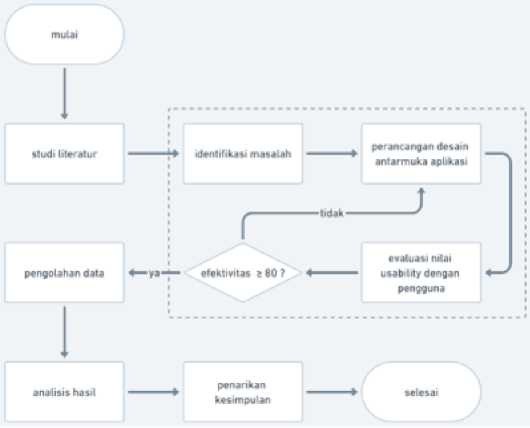 mulai
studi literatur
identifikasi masalah
perancangan desain
antarmuka aplikasi
tidak
pengolahan data
ya
efektivitas ≥ 80 ?
evaluasi nilai
usability dengan
pengguna
analisis hasil
penarikan
kesimpulan
selesai